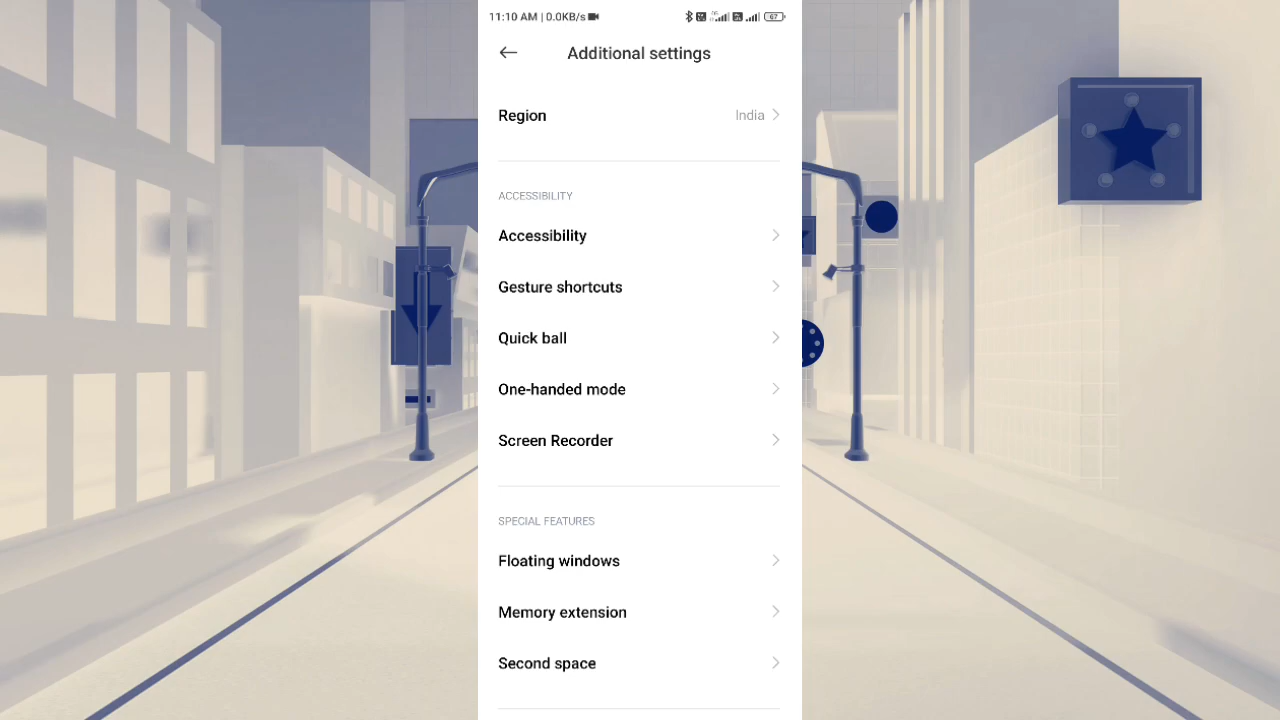 11:10 AM | 0.0KB/s
67
Additional settings
Region
India
ACCESSIBILITY
Accessibility
Gesture shortcuts
Quick ball
One-handed mode
Screen Recorder
SPECIAL FEATURES
Floating windows
Memory extension
Second space